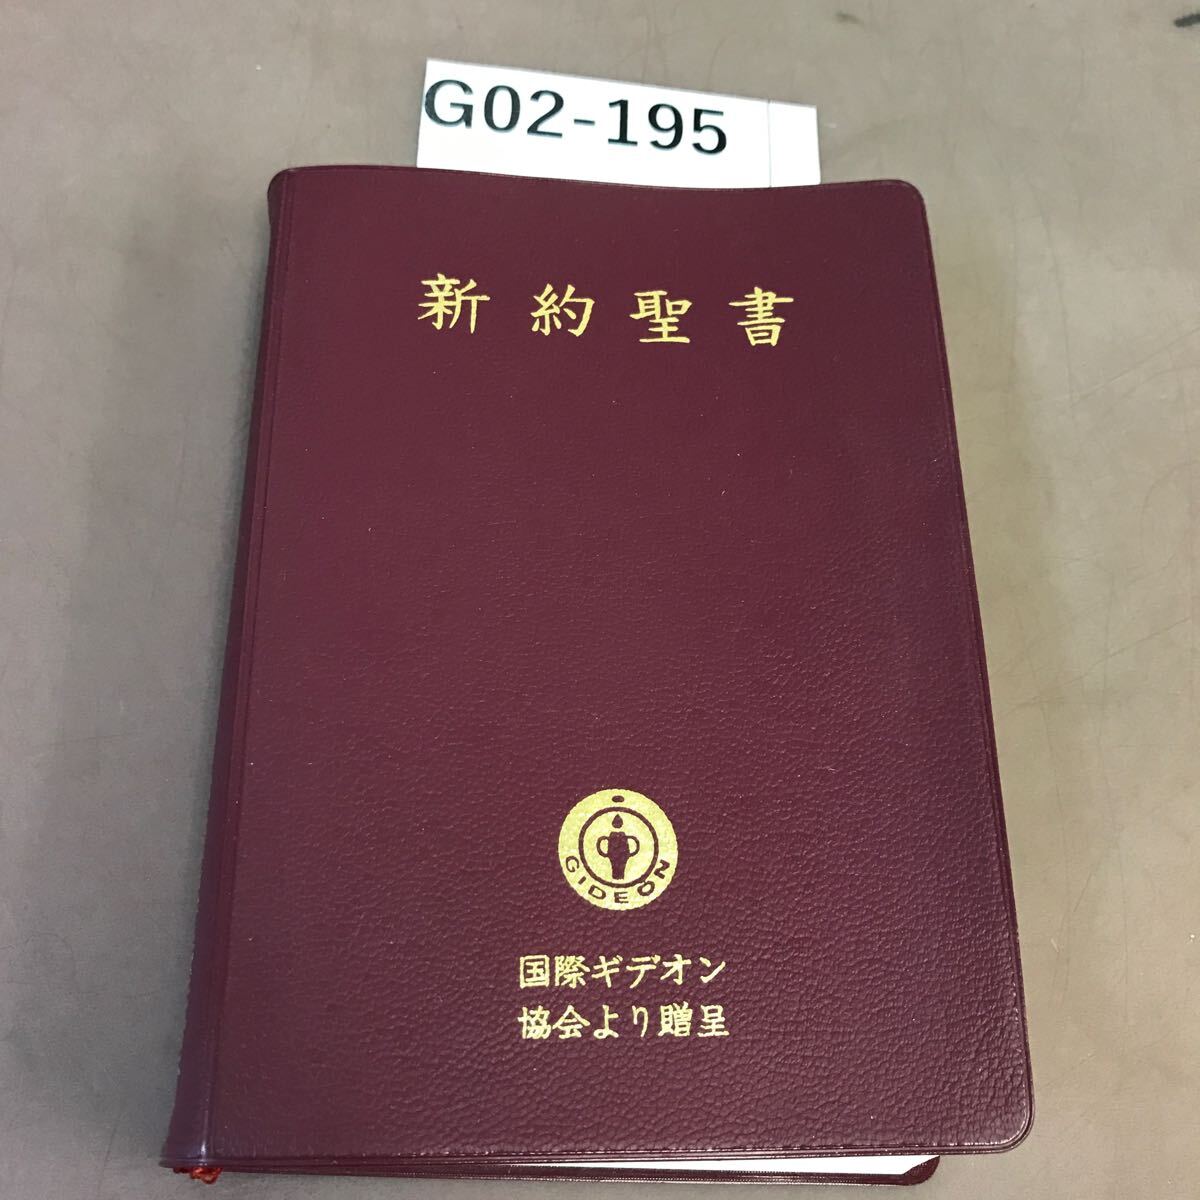 G02-195
新約聖書
GIDEON
国際ギデオン
協会より贈呈